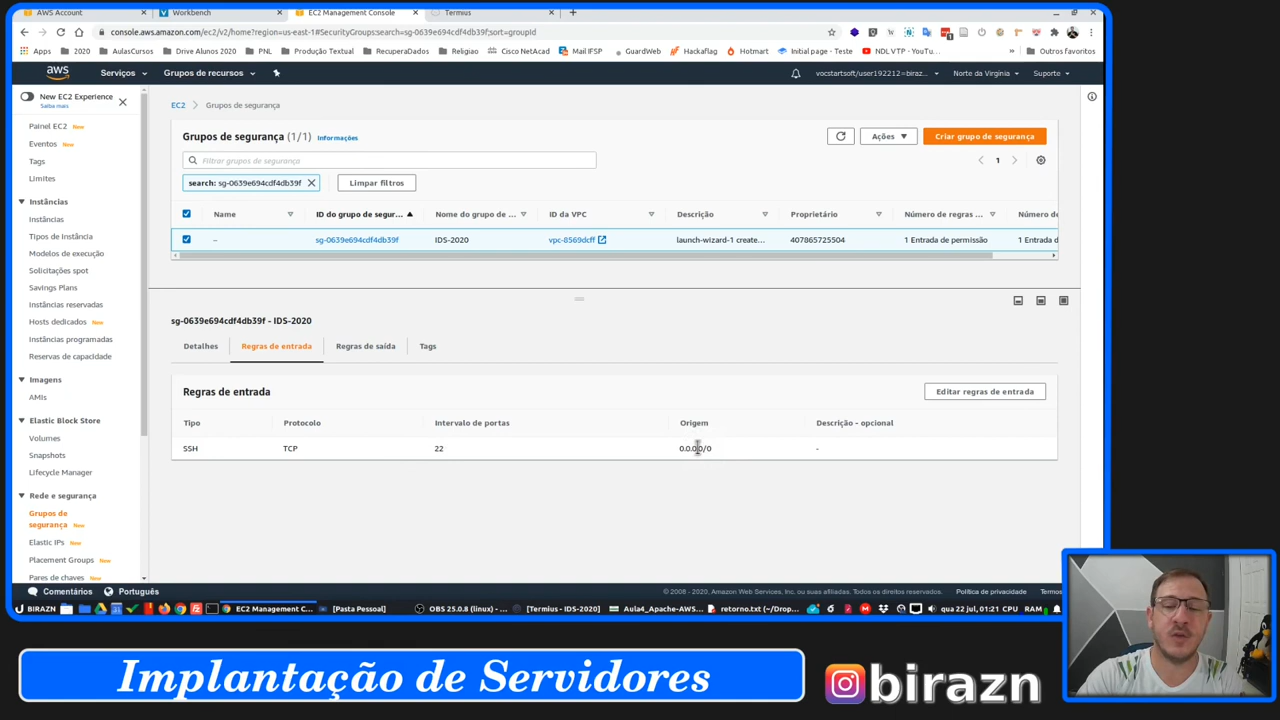 AWS Account
Workbench
EC2 Management Console
Termius
console.aws.amazon.com/ec2/v2/home?region=us-east-1#SecurityGroups:search=sg-0639e694cdf4db39f;sort=groupId
Apps
2020
AulasCursos
Drive Alunos 2020
PNL
Produção Textual
RecuperaDados
Religiao
Cisco NetAcad
Mail IFSP
GuardWeb
Hackaflag
Hotmart
Initial page - Teste
NDL VTP - YouTu...
Outros favoritos
aws
Serviços
Grupos de recursos
vocstartsoft/user192212=biraz...
Norte da Virgínia
Suporte
New EC2 Experience
Saiba mais
Painel EC2 New
Eventos New
Tags
Limites
Instâncias
Instâncias
Tipos de Instância
Modelos de execução
Solicitações spot
Savings Plans
Instâncias reservadas
Hosts dedicados New
Instâncias programadas
Reservas de capacidade
Imagens
AMIs
Elastic Block Store
Volumes
Snapshots
Lifecycle Manager
Rede e segurança
Grupos de
segurança New
Elastic IPs New
Placement Groups New
Pares de chaves New
EC2 > Grupos de segurança
Grupos de segurança (1/1) Informações
Ações
Criar grupo de segurança
Filtrar grupos de segurança
1
search: sg-0639e694cdf4db39f
Limpar filtros
Name
ID do grupo de segur...
Nome do grupo de ...
ID da VPC
Descrição
Proprietário
Número de regras ...
Número d
–
sg-0639e694cdf4db39f
IDS-2020
vpc-8569dcff
launch-wizard-1 create...
407865725504
1 Entrada de permissão
1 Entrada de
sg-0639e694cdf4db39f - IDS-2020
Detalhes
Regras de entrada
Regras de saída
Tags
Regras de entrada
Editar regras de entrada
Tipo
Protocolo
Intervalo de portas
Origem
Descrição - opcional
SSH
TCP
22
0.0.0.0/0
-
Comentários
Português
© 2008 - 2020, Amazon Web Services, Inc. ou suas afiliadas. Todos os direitos reservados.
Política de privacidade
Termos
BIRAZN
EC2 Management C...
[Pasta Pessoal]
OBS 25.0.8 (linux) - ...
[Termius - IDS-2020]
Aula4_Apache-AWS...
retorno.txt (~/Drop...
qua 22 jul, 01:21
CPU
RAM
Implantação de Servidores
birazn